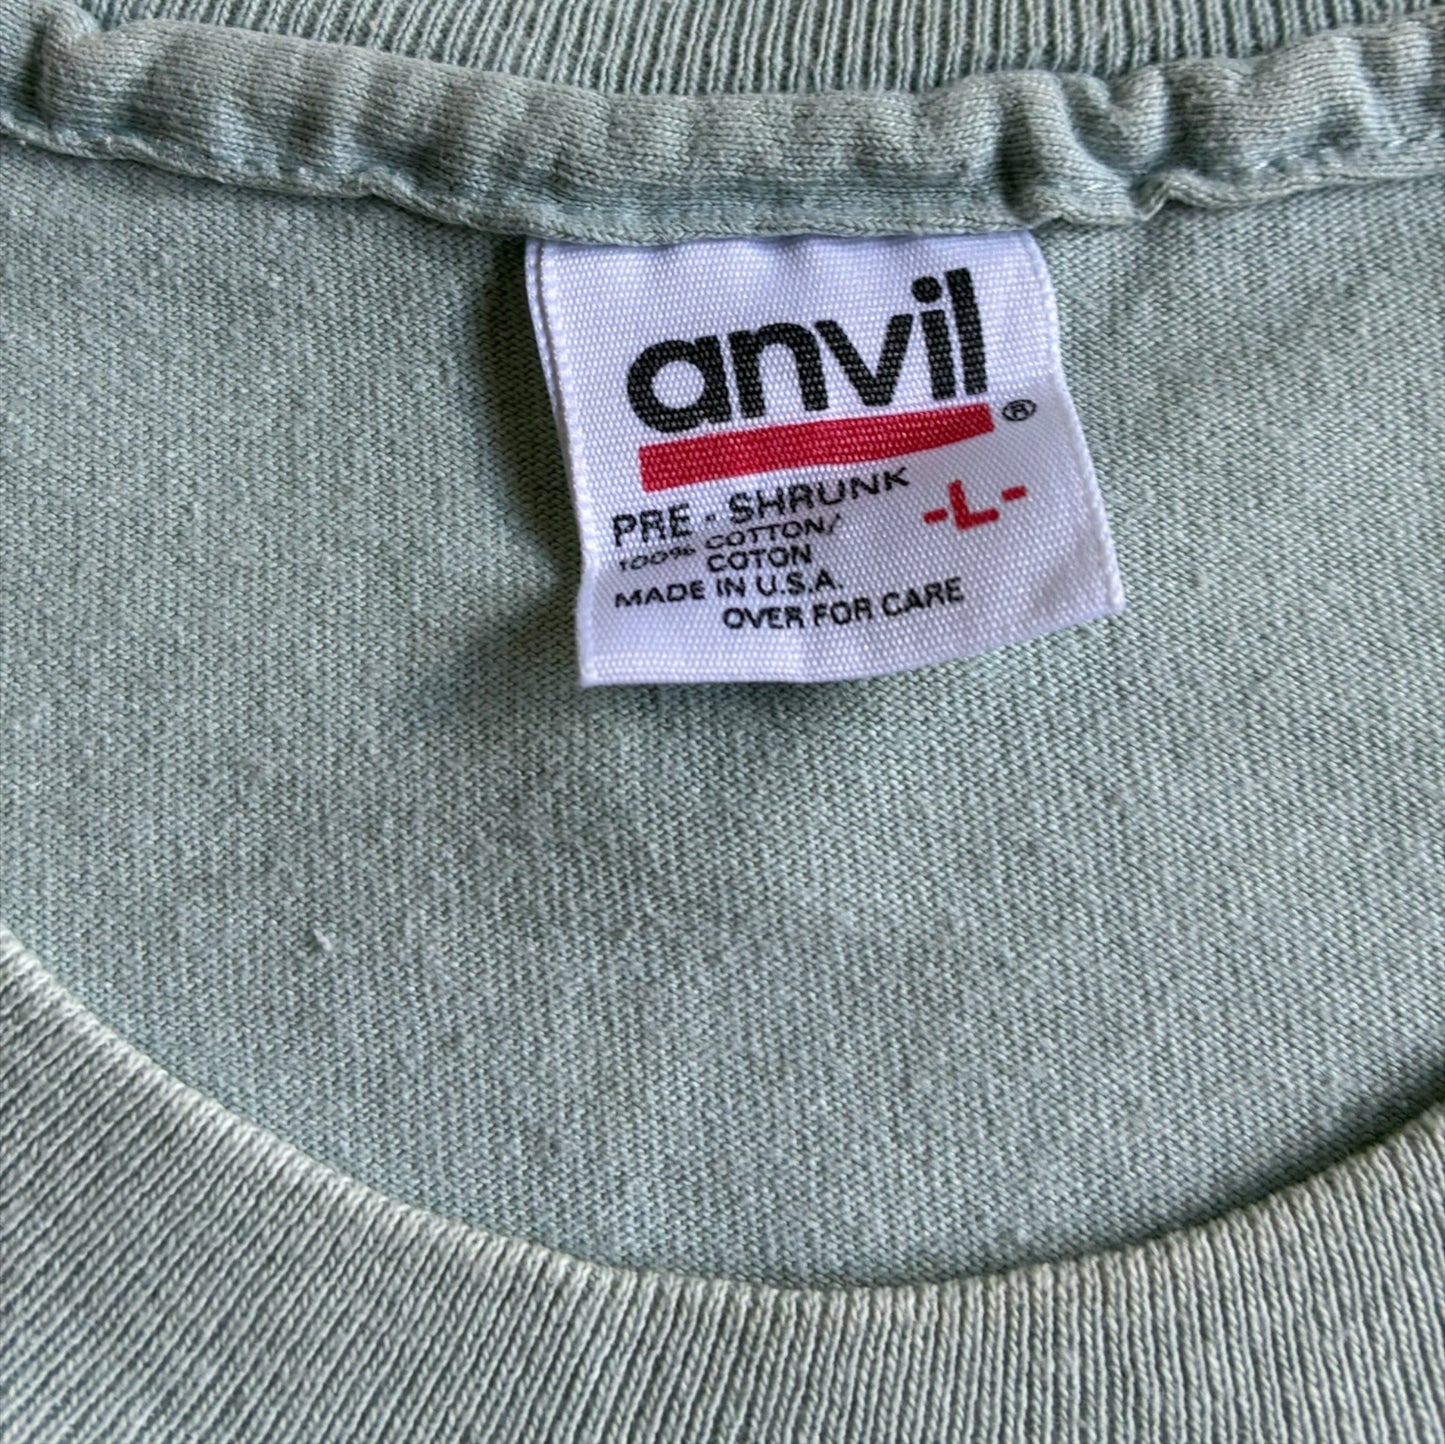 anvil ®
PRE - SHRUNK -L-
100% COTTON/
COTON
MADE IN U.S.A.
OVER FOR CARE